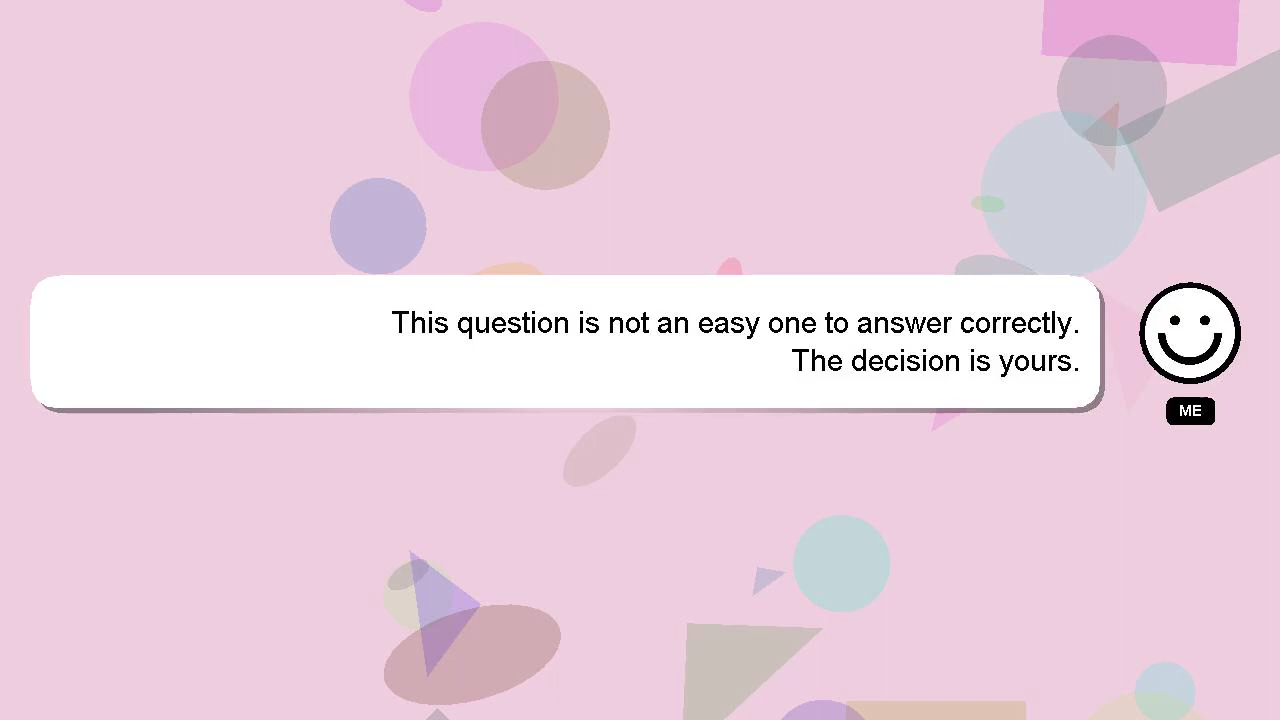 This question is not an easy one to answer correctly.
The decision is yours.
ME